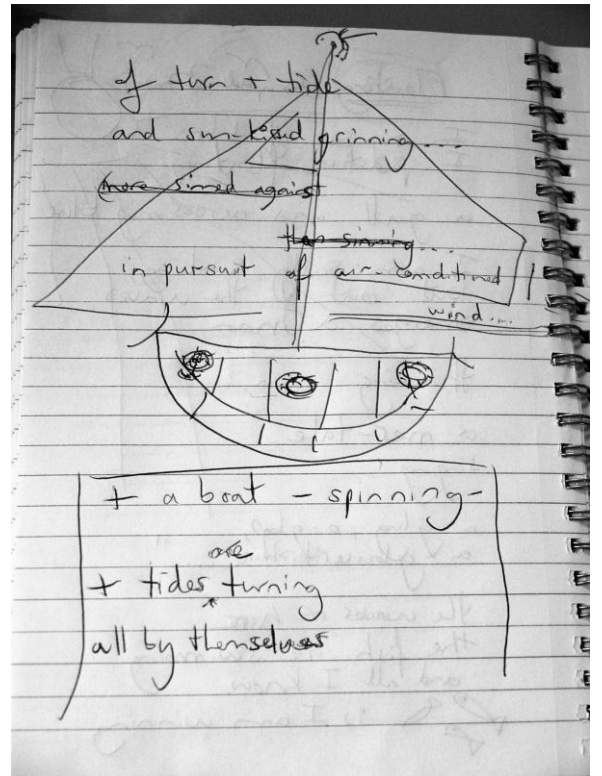 of turn + tide
and sun-kissed grinning...
(more sinned against
than sinning...
in pursuit of air-conditioned
wind...
+ a boat - spinning-
are
+ tides turning
all by themselves